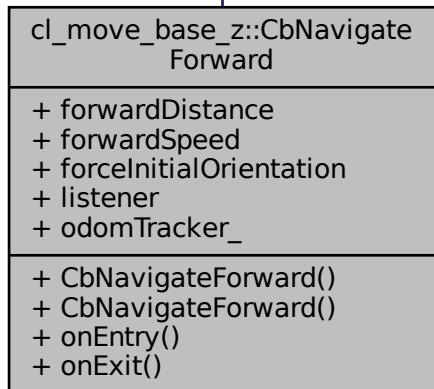 cl_move_base_z::CbNavigate
Forward
+ forwardDistance
+ forwardSpeed
+ forceInitialOrientation
+ listener
+ odomTracker_
+ CbNavigateForward()
+ CbNavigateForward()
+ onEntry()
+ onExit()